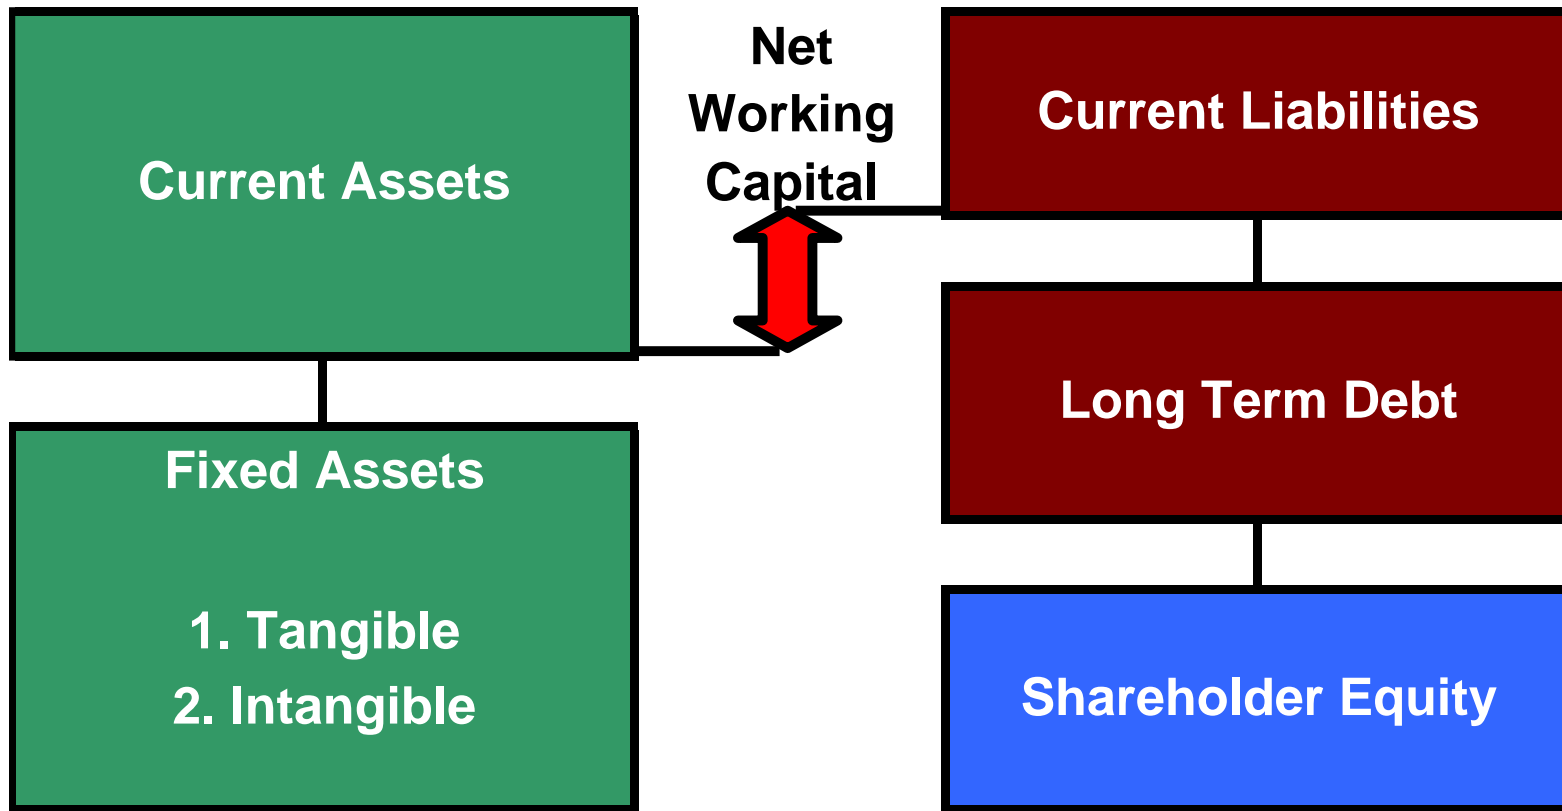 Current Assets
Fixed Assets
1. Tangible
2. Intangible
Net
Working
Capital
Current Liabilities
Long Term Debt
Shareholder Equity